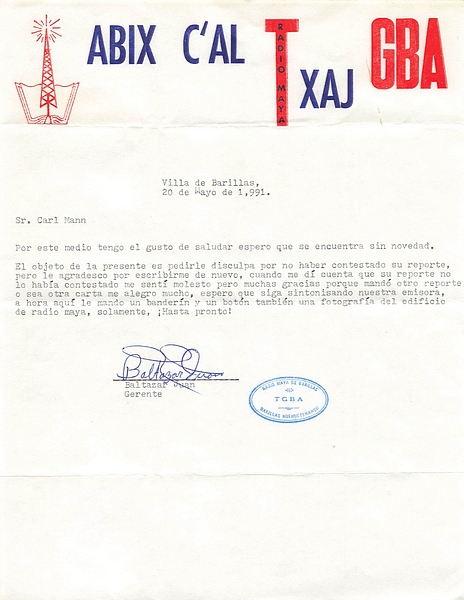 ABIX C'AL TXAJ GBA
RADIO MAYA
Villa de Barillas,
20 de Mayo de 1,991.
Sr. Carl Mann
Por este medio tengo el gusto de saludar espero que se encuentra sin novedad.
El objeto de la presente es pedirle disculpa por no haber contestado su reporte,
pero le agradesco por escribirme de nuevo, cuando me dí cuenta que su reporte no
lo había contestado me sentí molesto pero muchas gracias porque mandó otro reporte
o sea otra carta me alegro mucho, espero que siga sintonisando nuestra emisora,
a hora aquí le mando un banderín y un botón también una fotografía del edificio
de radio maya, solamente, ¡Hasta pronto!
Baltazar Juan
Baltazar Juan
Gerente
RADIO MAYA DE BARILLAS
TGBA
BARILLAS HUEHUETENANGO